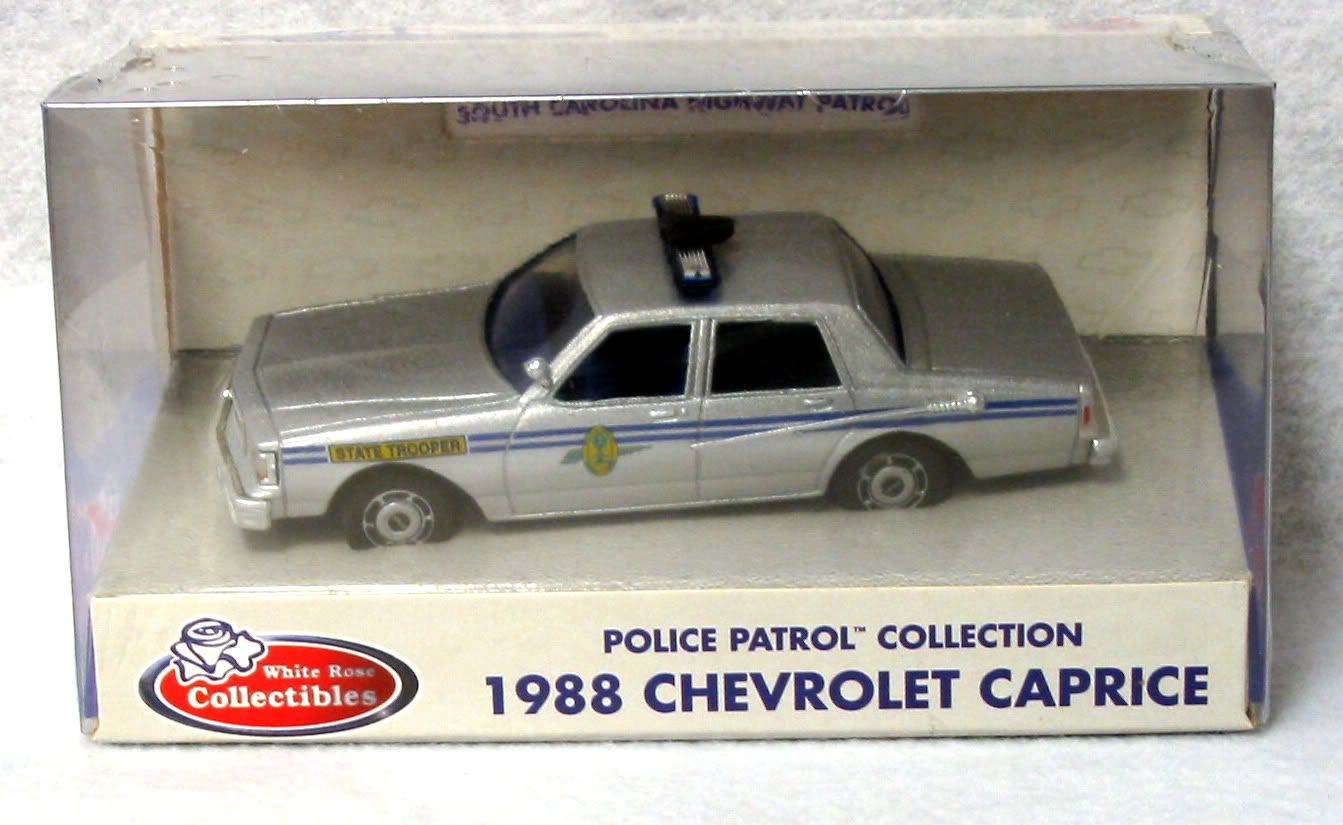 SOUTH CAROLINA HIGHWAY PATROL
STATE TROOPER
White Rose
Collectibles
POLICE PATROL™ COLLECTION
1988 CHEVROLET CAPRICE